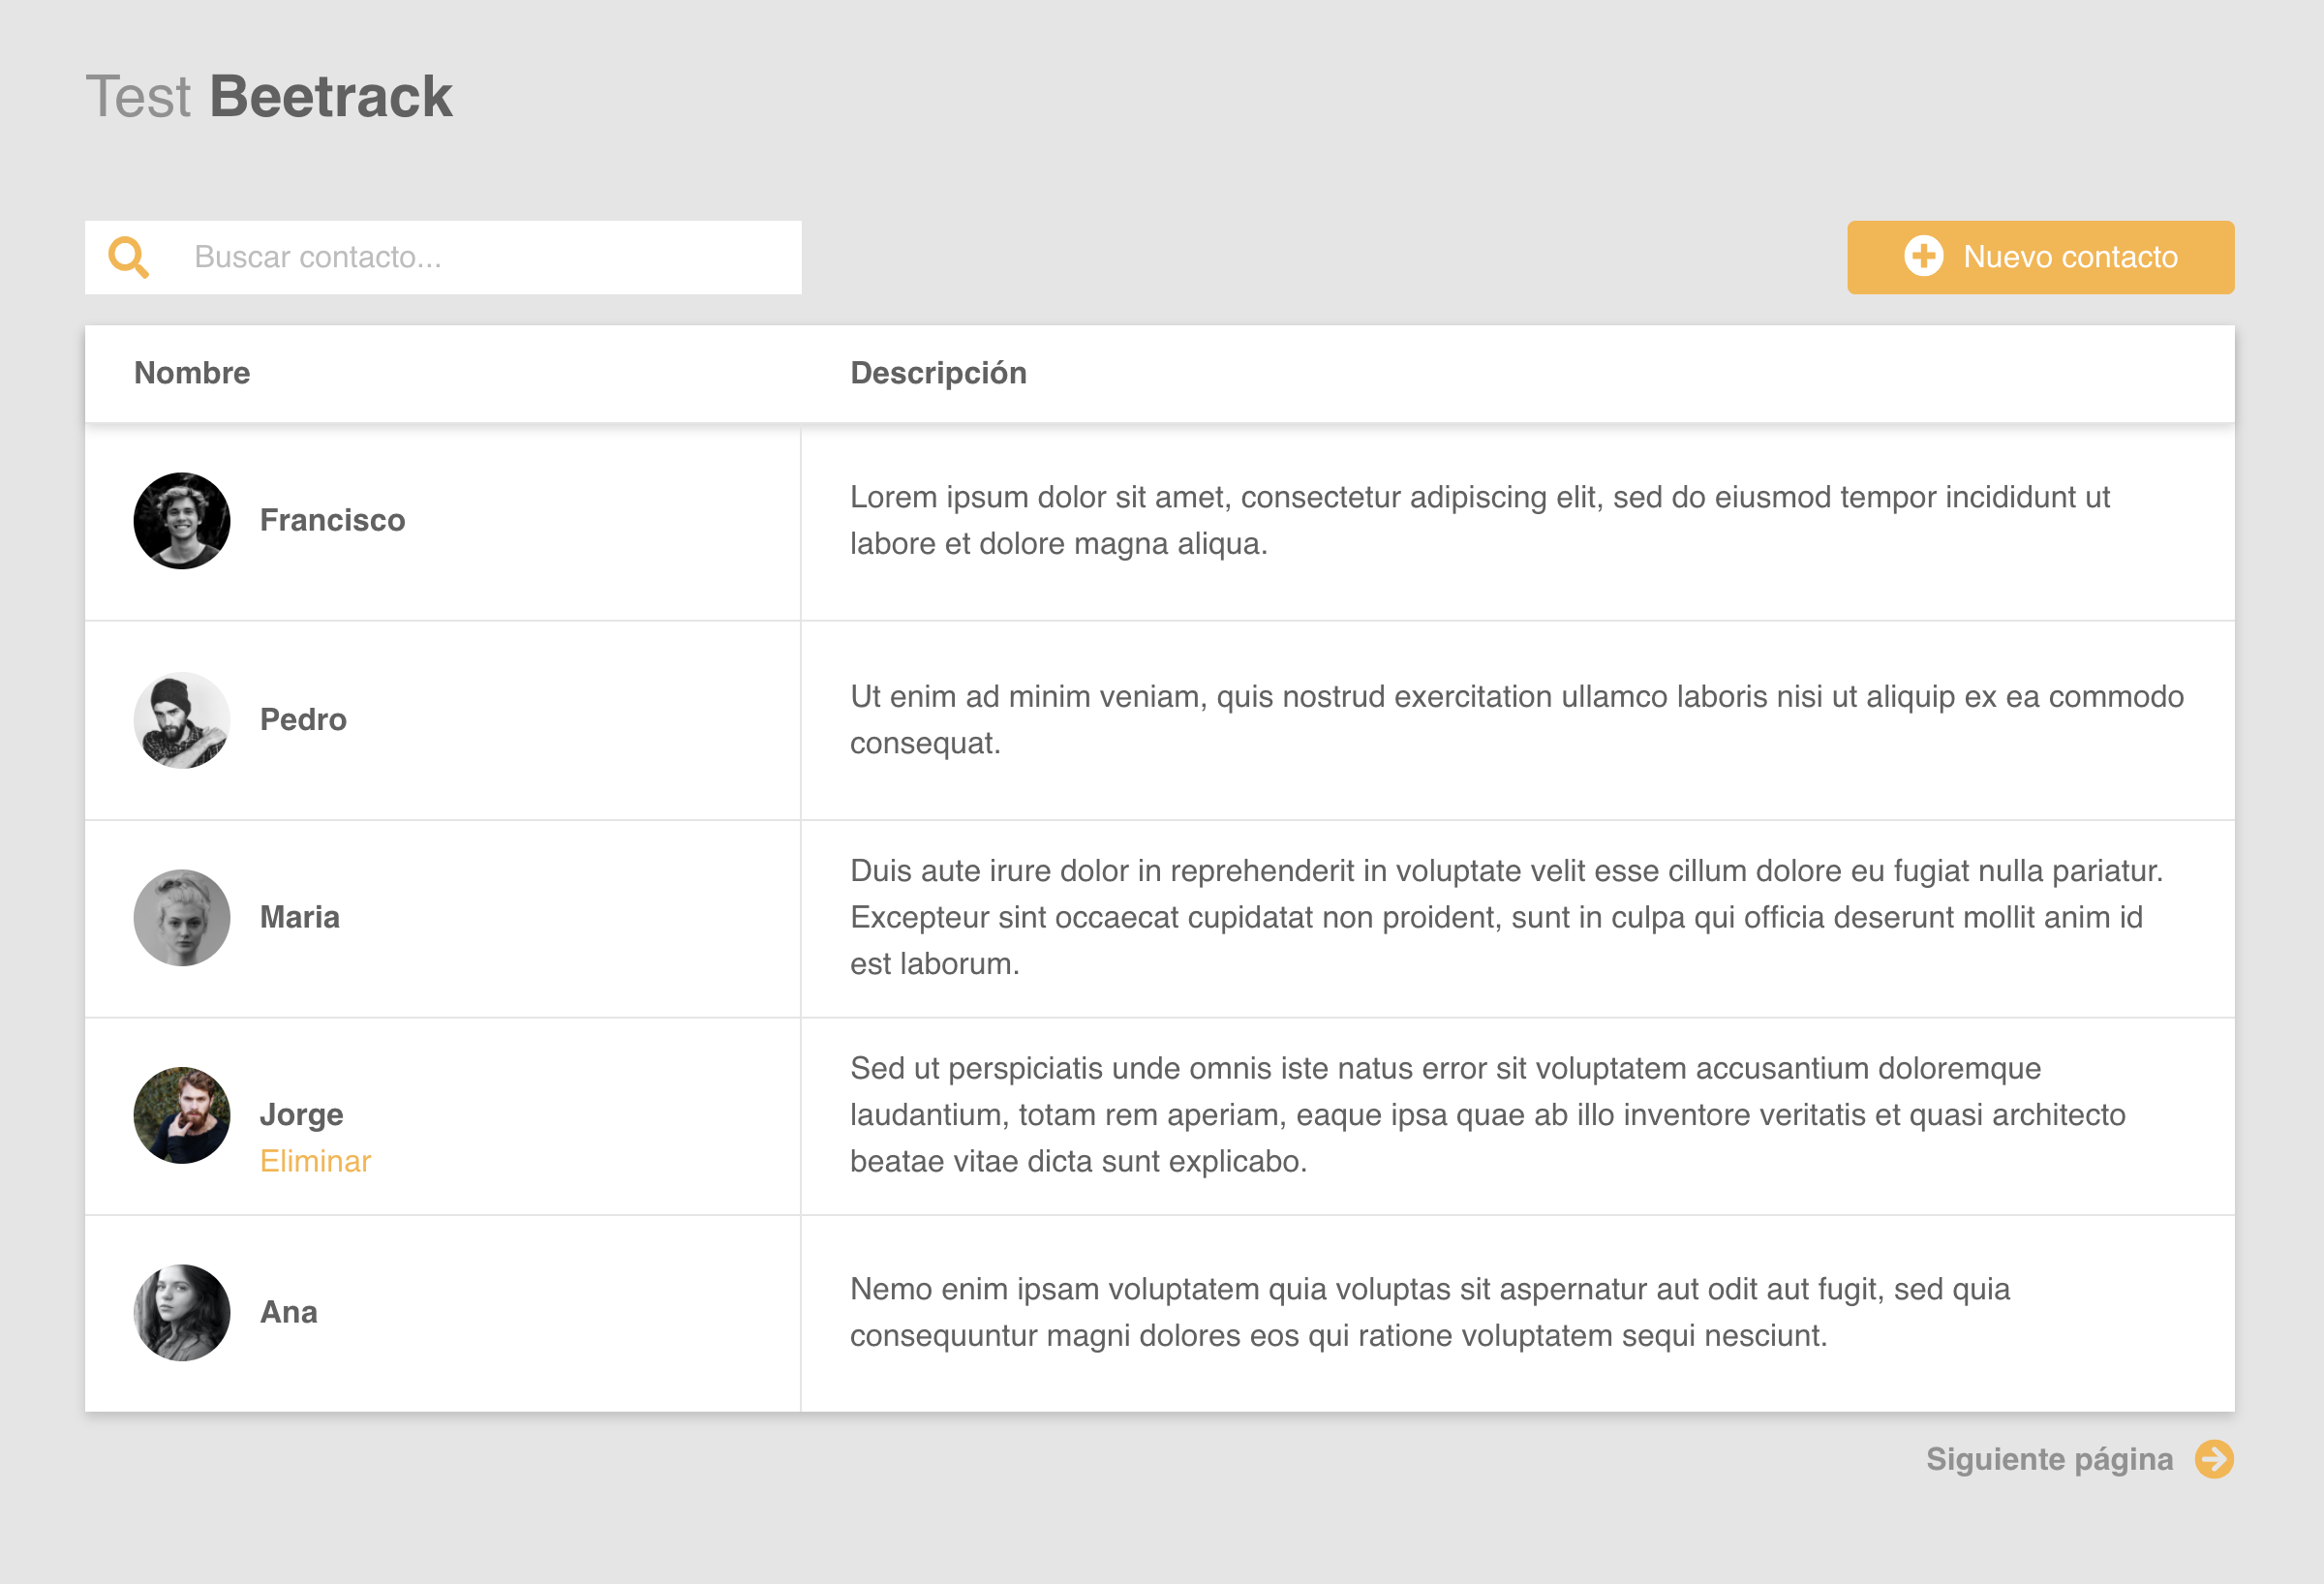 Test Beetrack
Buscar contacto...
Nuevo contacto
Nombre
Descripción
Francisco
Lorem ipsum dolor sit amet, consectetur adipiscing elit, sed do eiusmod tempor incididunt ut
labore et dolore magna aliqua.
Pedro
Ut enim ad minim veniam, quis nostrud exercitation ullamco laboris nisi ut aliquip ex ea commodo
consequat.
Maria
Duis aute irure dolor in reprehenderit in voluptate velit esse cillum dolore eu fugiat nulla pariatur.
Excepteur sint occaecat cupidatat non proident, sunt in culpa qui officia deserunt mollit anim id
est laborum.
Jorge
Eliminar
Sed ut perspiciatis unde omnis iste natus error sit voluptatem accusantium doloremque
laudantium, totam rem aperiam, eaque ipsa quae ab illo inventore veritatis et quasi architecto
beatae vitae dicta sunt explicabo.
Ana
Nemo enim ipsam voluptatem quia voluptas sit aspernatur aut odit aut fugit, sed quia
consequuntur magni dolores eos qui ratione voluptatem sequi nesciunt.
Siguiente página